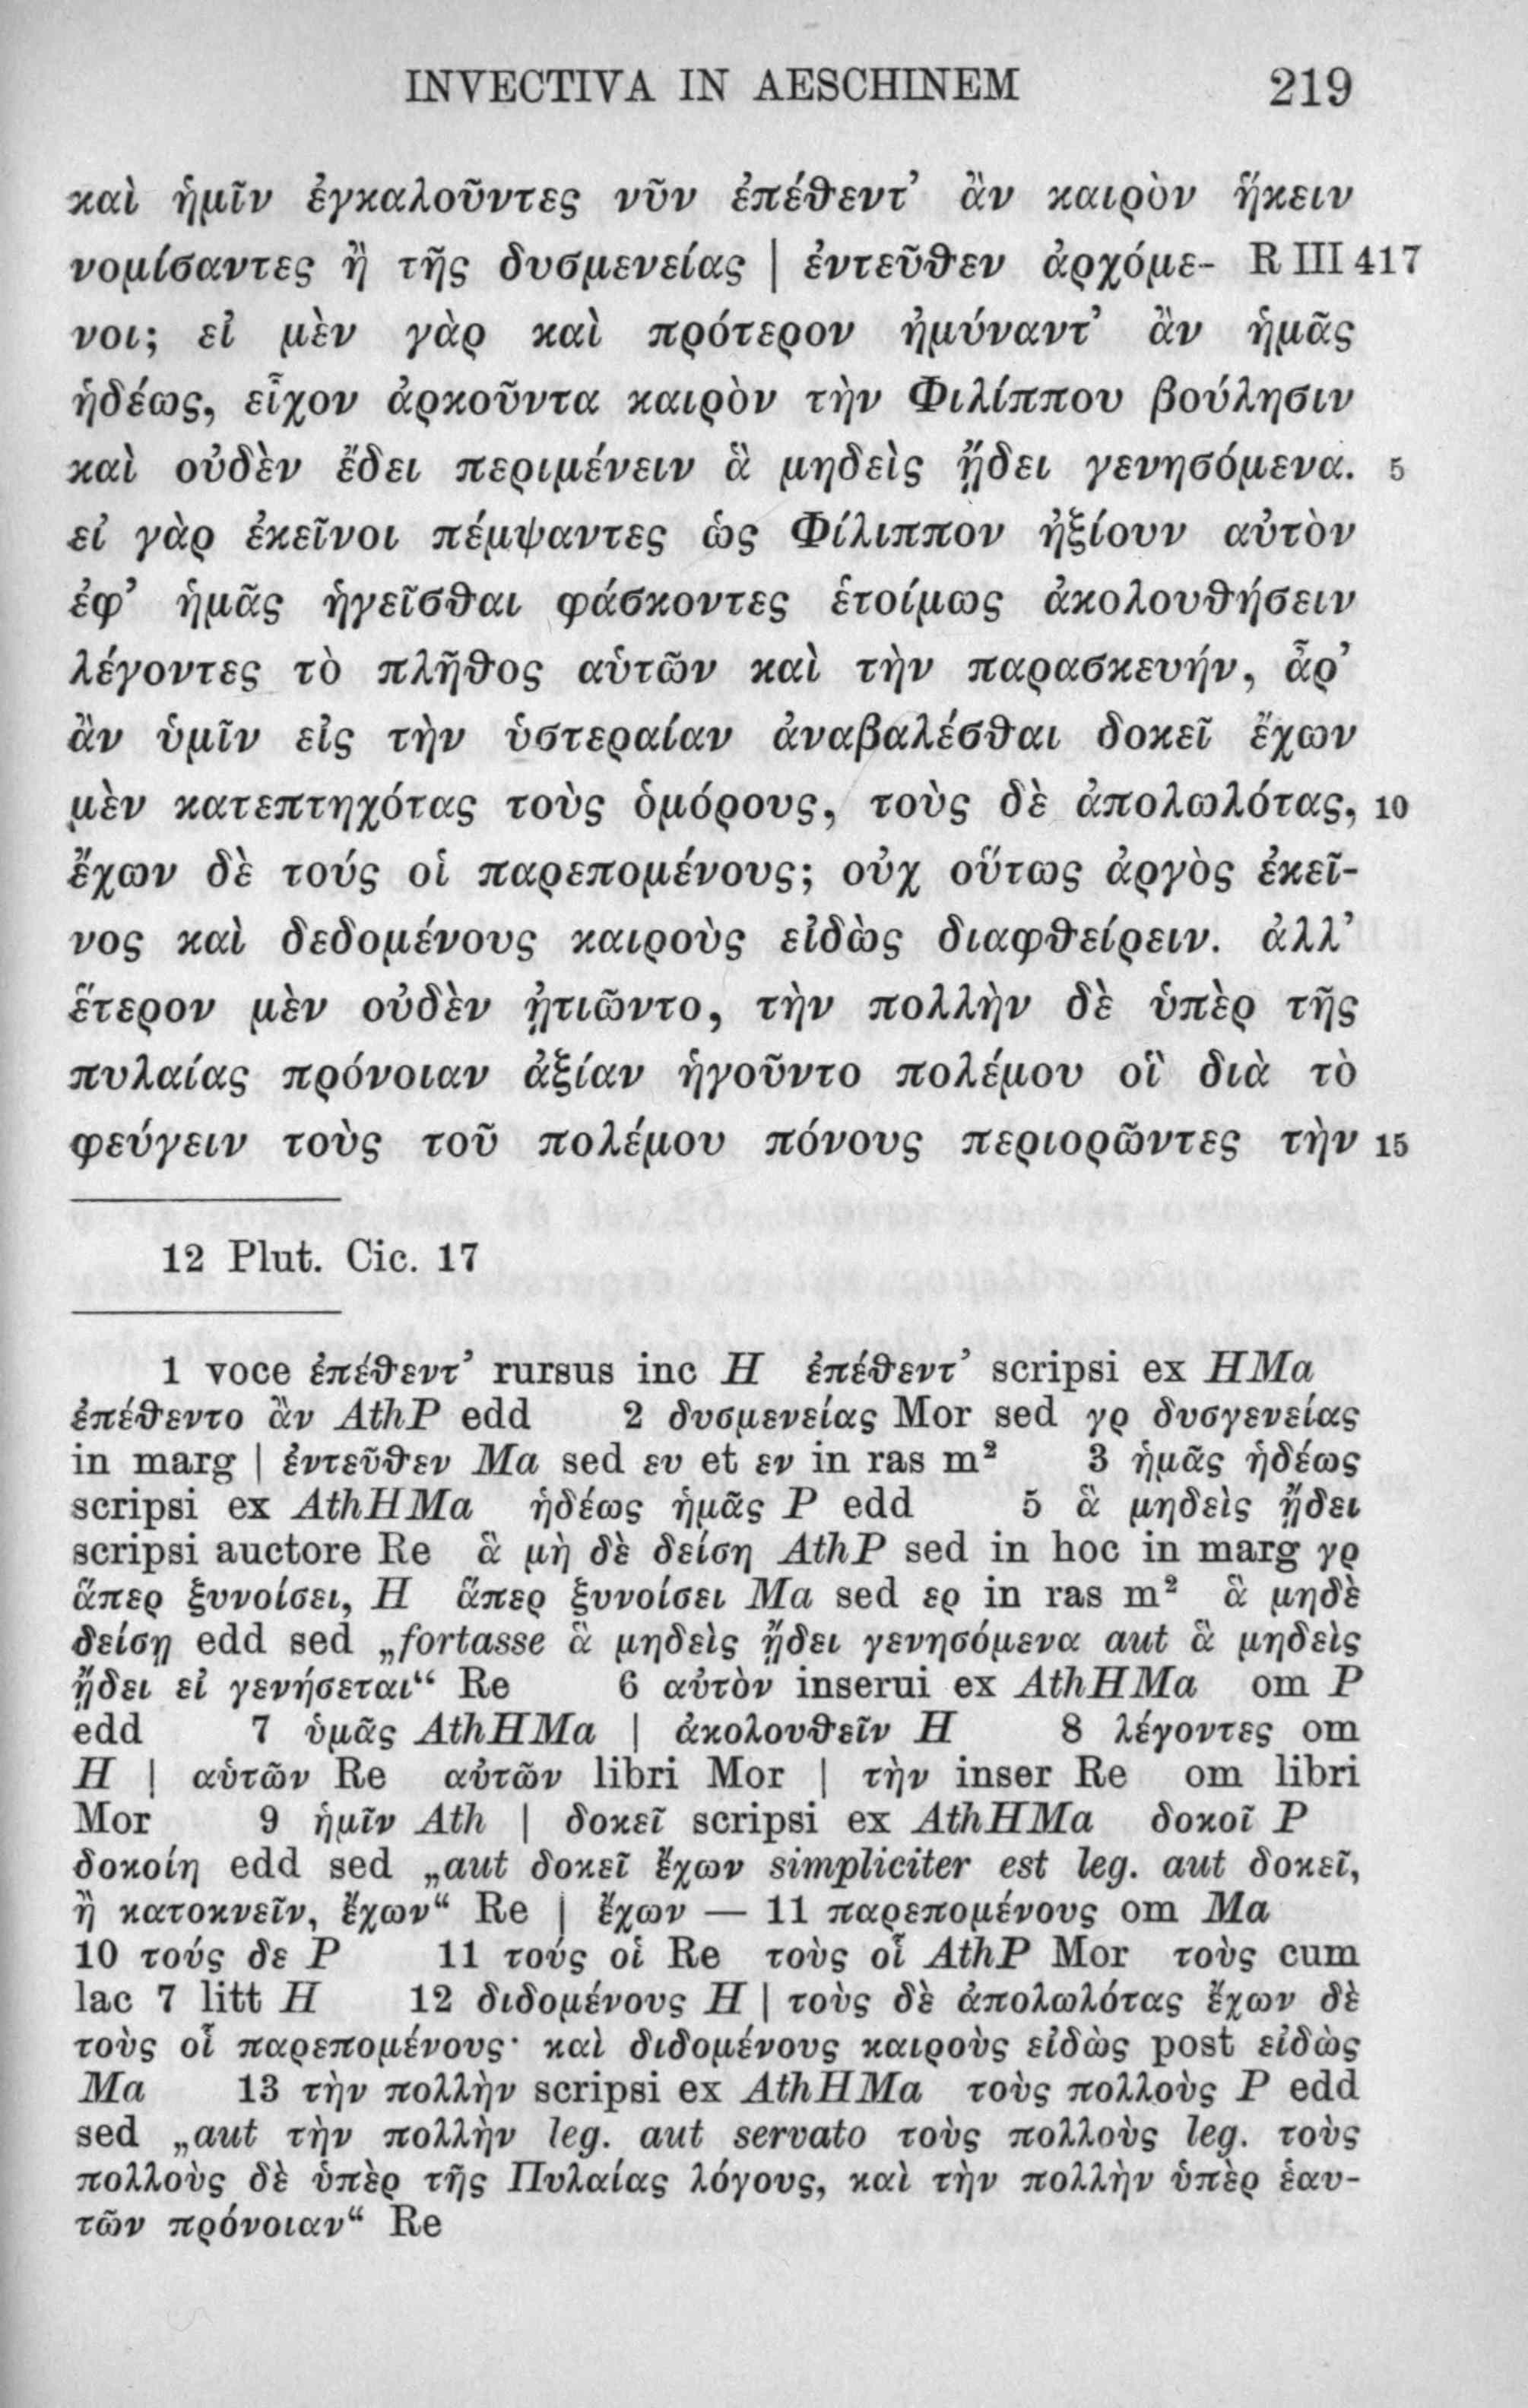 INVECTIVA IN AESCHINEM 219
καὶ ἡμῖν ἐγκαλοῦντες νῦν ἐπέθεντ’ ἂν καιρὸν ἥκειν
νομίσαντες ἢ τῆς δυσμενείας | ἐντεῦθεν ἀρχόμε- R III 417
νοι; εἰ μὲν γὰρ καὶ πρότερον ἠμύναντ’ ἂν ἡμᾶς
ἡδέως, εἶχον ἀρκοῦντα καιρὸν τὴν Φιλίππου βούλησιν
καὶ οὐδὲν ἔδει περιμένειν ἃ μηδεὶς ᾔδει γενησόμενα. 5
εἰ γὰρ ἐκεῖνοι πέμψαντες ὡς Φίλιππον ἠξίουν αὐτὸν
ἐφ’ ἡμᾶς ἡγεῖσθαι φάσκοντες ἑτοίμως ἀκολουθήσειν
λέγοντες τὸ πλῆθος αὑτῶν καὶ τὴν παρασκευήν, ἆρ’
ἂν ὑμῖν εἰς τὴν ὑστεραίαν ἀναβαλέσθαι δοκεῖ ἔχων
μὲν κατεπτηχότας τοὺς ὁμόρους, τοὺς δὲ ἀπολωλότας, 10
ἔχων δὲ τούς οἱ παρεπομένους; οὐχ οὕτως ἀργὸς ἐκεῖ-
νος καὶ δεδομένους καιροὺς εἰδὼς διαφθείρειν. ἀλλ’
ἕτερον μὲν οὐδὲν ᾐτιῶντο, τὴν πολλὴν δὲ ὑπὲρ τῆς
πυλαίας πρόνοιαν ἀξίαν ἡγοῦντο πολέμου οἳ διὰ τὸ
φεύγειν τοὺς τοῦ πολέμου πόνους περιορῶντες τὴν 15
12 Plut. Cic. 17
1 voce ἐπέθεντ’ rursus inc H ἐπέθεντ’ scripsi ex HMa
ἐπέθεντο ἂν AthP edd 2 δυσμενείας Mor sed γρ δυσγενείας
in marg | ἐντεῦθεν Ma sed ευ et εν in ras m² 3 ἡμᾶς ἡδέως
scripsi ex AthHMa ἡδέως ἡμᾶς P edd 5 ἃ μηδεὶς ᾔδει
scripsi auctore Re ἃ μὴ δὲ δείση AthP sed in hoc in marg γρ
ἅπερ ξυνοίσει, H ἅπερ ξυνοίσει Ma sed ερ in ras m² ἃ μηδὲ
δείσῃ edd sed „fortasse ἃ μηδεὶς ᾔδει γενησόμενα aut ἃ μηδεὶς
ᾔδει εἰ γενήσεται“ Re 6 αὐτὸν inserui ex AthHMa om P
edd 7 ὑμᾶς AthHMa | ἀκολουθεῖν H 8 λέγοντες om
H | αὑτῶν Re αὐτῶν libri Mor | τὴν inser Re om libri
Mor 9 ἡμῖν Ath | δοκεῖ scripsi ex AthHMa δοκοῖ P
δοκοίη edd sed „aut δοκεῖ ἔχων simpliciter est leg. aut δοκεῖ,
ἢ κατοκνεῖν, ἔχων“ Re | ἔχων — 11 παρεπομένους om Ma
10 τούς δε P 11 τούς οἱ Re τοὺς οἷ AthP Mor τοὺς cum
lac 7 litt H 12 διδομένους H | τοὺς δὲ ἀπολωλότας ἔχων δὲ
τοὺς οἷ παρεπομένους· καὶ διδομένους καιροὺς εἰδὼς post εἰδὼς
Ma 13 τὴν πολλὴν scripsi ex AthHMa τοὺς πολλοὺς P edd
sed „aut τὴν πολλὴν leg. aut servato τοὺς πολλοὺς leg. τοὺς
πολλοὺς δὲ ὑπὲρ τῆς Πυλαίας λόγους, καὶ τὴν πολλὴν ὑπὲρ ἑαυ-
τῶν πρόνοιαν“ Re